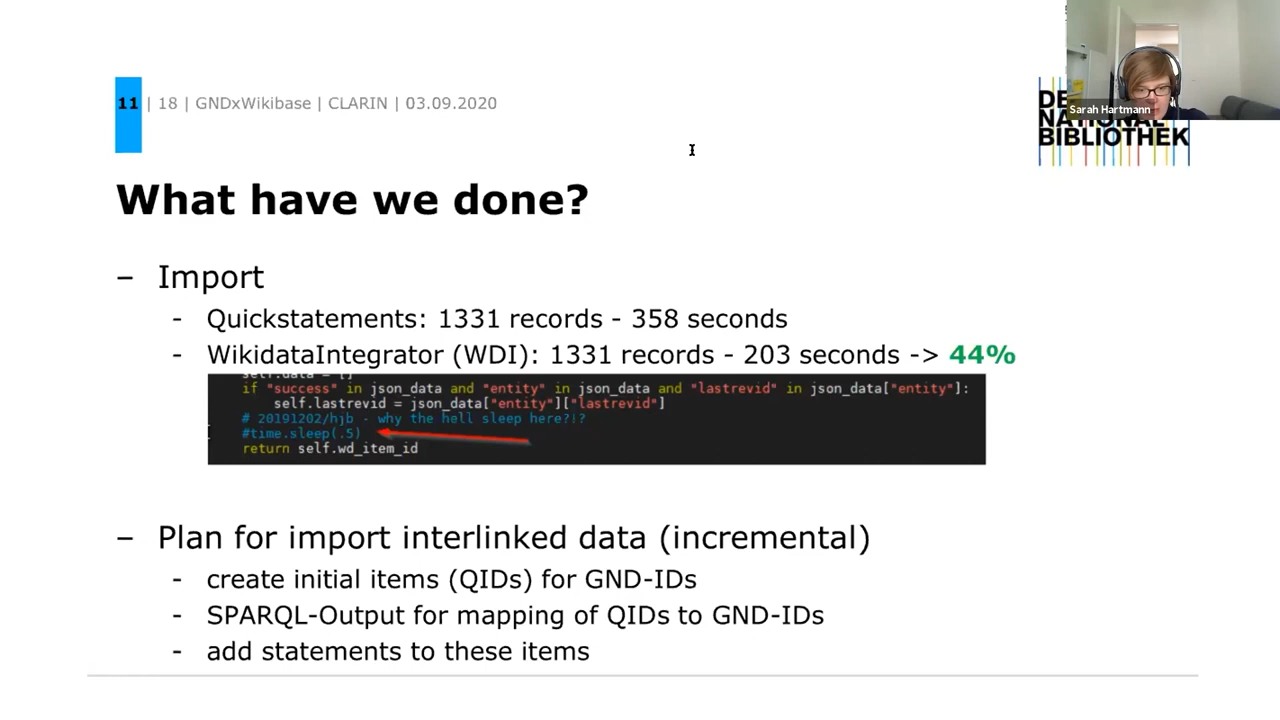 11 | 18 | GNDxWikibase | CLARIN | 03.09.2020
Sarah Hartmann
DE
NATIONAL
BIBLIOTHEK
What have we done?
– Import
- Quickstatements: 1331 records - 358 seconds
- WikidataIntegrator (WDI): 1331 records - 203 seconds -> 44%
self.data = []
if "success" in json_data and "entity" in json_data and "lastrevid" in json_data["entity"]:
self.lastrevid = json_data["entity"]["lastrevid"]
# 20191202/hjb - why the hell sleep here?!?
#time.sleep(.5)
return self.wd_item_id
– Plan for import interlinked data (incremental)
- create initial items (QIDs) for GND-IDs
- SPARQL-Output for mapping of QIDs to GND-IDs
- add statements to these items